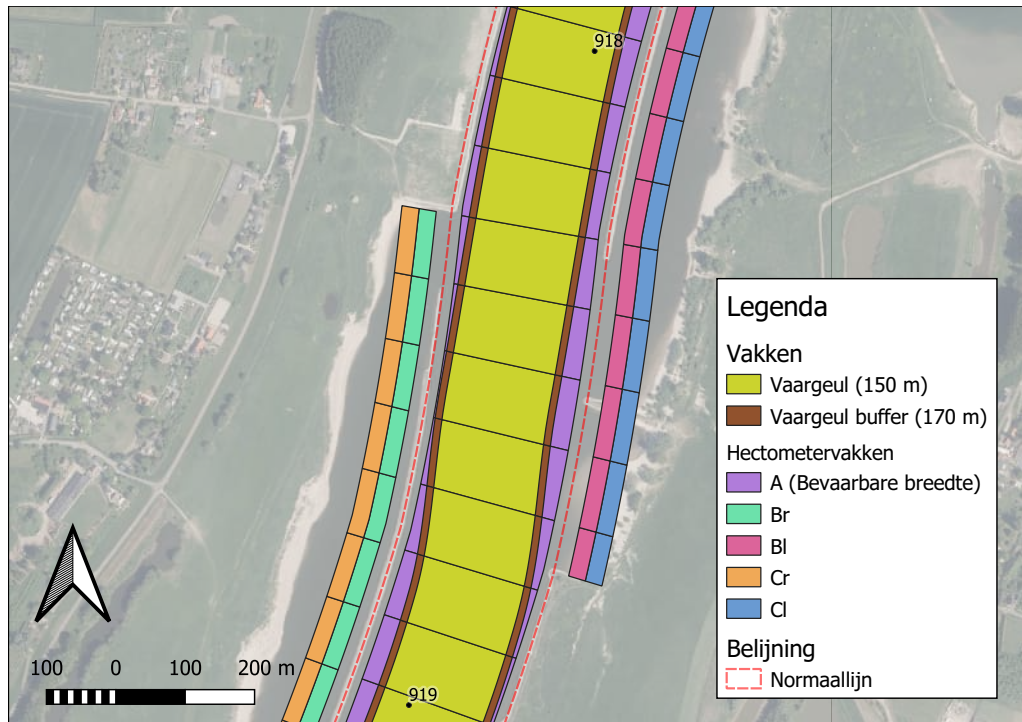 918
Legenda
Vakken
Vaargeul (150 m)
Vaargeul buffer (170 m)
Hectometervakken
A (Bevaarbare breedte)
Br
Bl
Cr
Cl
Belijning
Normaallijn
100 0 100 200 m
919